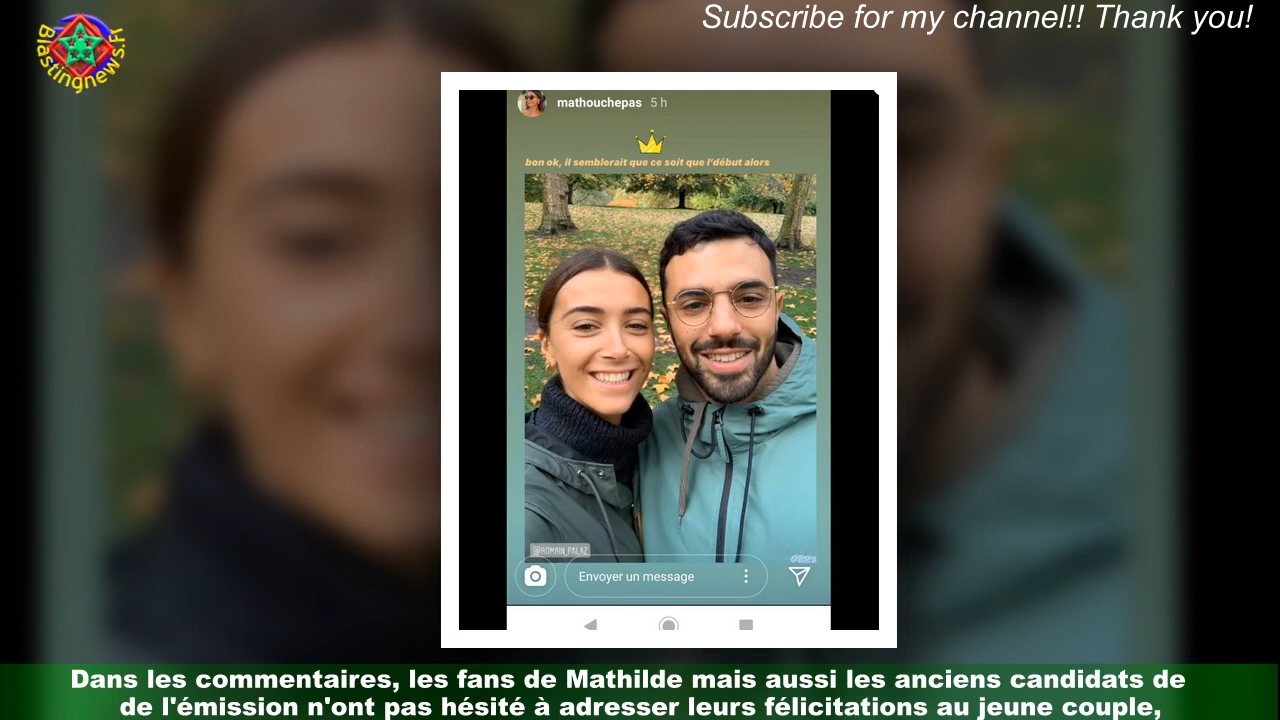 Subscribe for my channel!! Thank you!
Blastingnews.Fr
mathouchepas 5 h
bon ok, il semblerait que ce soit que l'début alors
@ROMAIN_PALAZ
Envoyer un message
Dans les commentaires, les fans de Mathilde mais aussi les anciens candidats de
de l'émission n'ont pas hésité à adresser leurs félicitations au jeune couple,